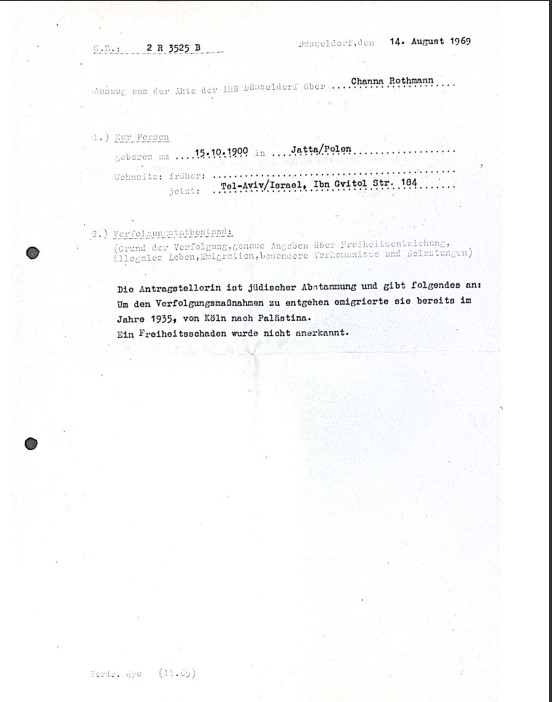 G.Z.: 2 R 3525 B Düsseldorf,den 14. August 1969
Auszug aus der Akte der LRB Düsseldorf über ...Channa Rothmann....
1.) Zur Person
geboren am ....15.10.1900 in ....Jatta/Polen..................
Wohnsitz: früher: ........................................
jetzt: .Tel-Aviv/Israel, Ibn Gvitol Str. 184......
2.) Verfolgungstatbestand:
(Grund der Verfolgung,genaue Angaben über Freiheitsentziehung,
illegales Leben,Emigration,besondere Vorkommnisse und Belastungen)
Die Antragstellerin ist jüdischer Abstammung und gibt folgendes an:
Um den Verfolgungsmaßnahmen zu entgehen emigrierte sie bereits im
Jahre 1935, von Köln nach Palästina.
Ein Freiheitsschaden wurde nicht anerkannt.
Vordr. (11.65)